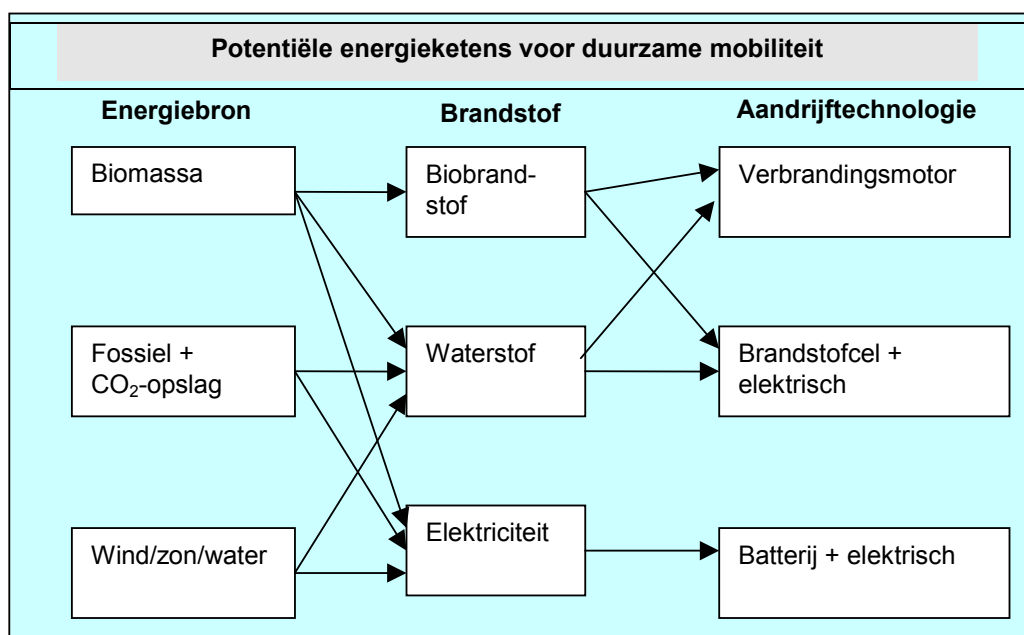 Potentiële energieketens voor duurzame mobiliteit
Energiebron
Brandstof
Aandrijftechnologie
Biomassa
Biobrand-
stof
Verbrandingsmotor
Fossiel +
CO₂-opslag
Waterstof
Brandstofcel +
elektrisch
Wind/zon/water
Elektriciteit
Batterij + elektrisch